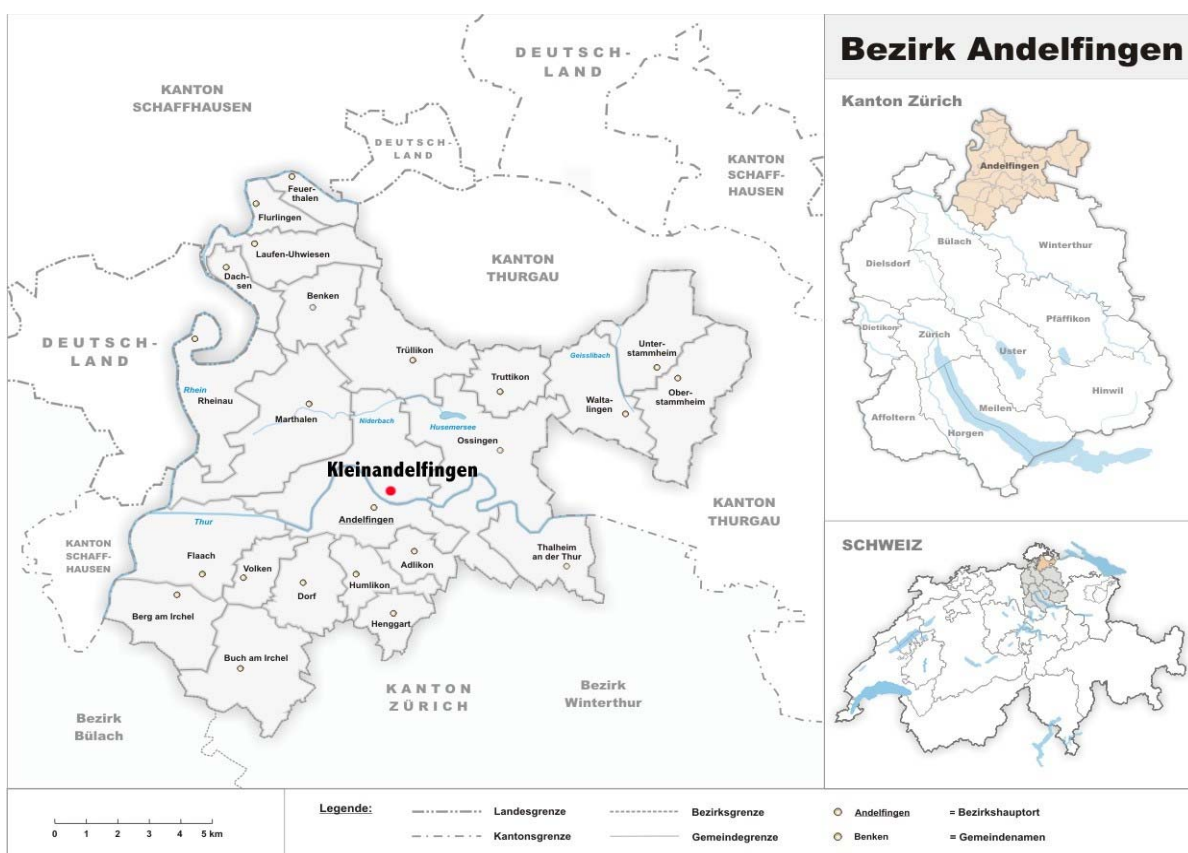 KANTON
SCHAFFHAUSEN
DEUTSCH-
LAND
DEUTSCH-
LAND
KANTON
SCHAFF-
HAUSEN
Feuer-
thalen
Flurlingen
Laufen-Uhwiesen
Dach-
sen
Benken
KANTON
THURGAU
DEUTSCH-
LAND
Rhein
Rheinau
Trüllikon
Truttikon
Geisslibach
Unter-
stammheim
Ober-
stammheim
Walta-
lingen
Marthalen
Niderbach
Husemersee
Ossingen
Kleinandelfingen
Andelfingen
Thur
KANTON
THURGAU
KANTON
SCHAFF-
HAUSEN
Flaach
Volken
Dorf
Humlikon
Adlikon
Thalheim
an der Thur
Berg am Irchel
Henggart
Buch am Irchel
KANTON
ZÜRICH
Bezirk
Winterthur
Bezirk
Bülach
Bezirk Andelfingen
Kanton Zürich
Andelfingen
Bülach
Winterthur
Dielsdorf
Dietikon
Zürich
Pfäffikon
Uster
Hinwil
Affoltern
Meilen
Horgen
SCHWEIZ
0 1 2 3 4 5 km
Legende:
Landesgrenze
Kantonsgrenze
Bezirksgrenze
Gemeindegrenze
Andelfingen = Bezirkshauptort
Benken = Gemeindenamen